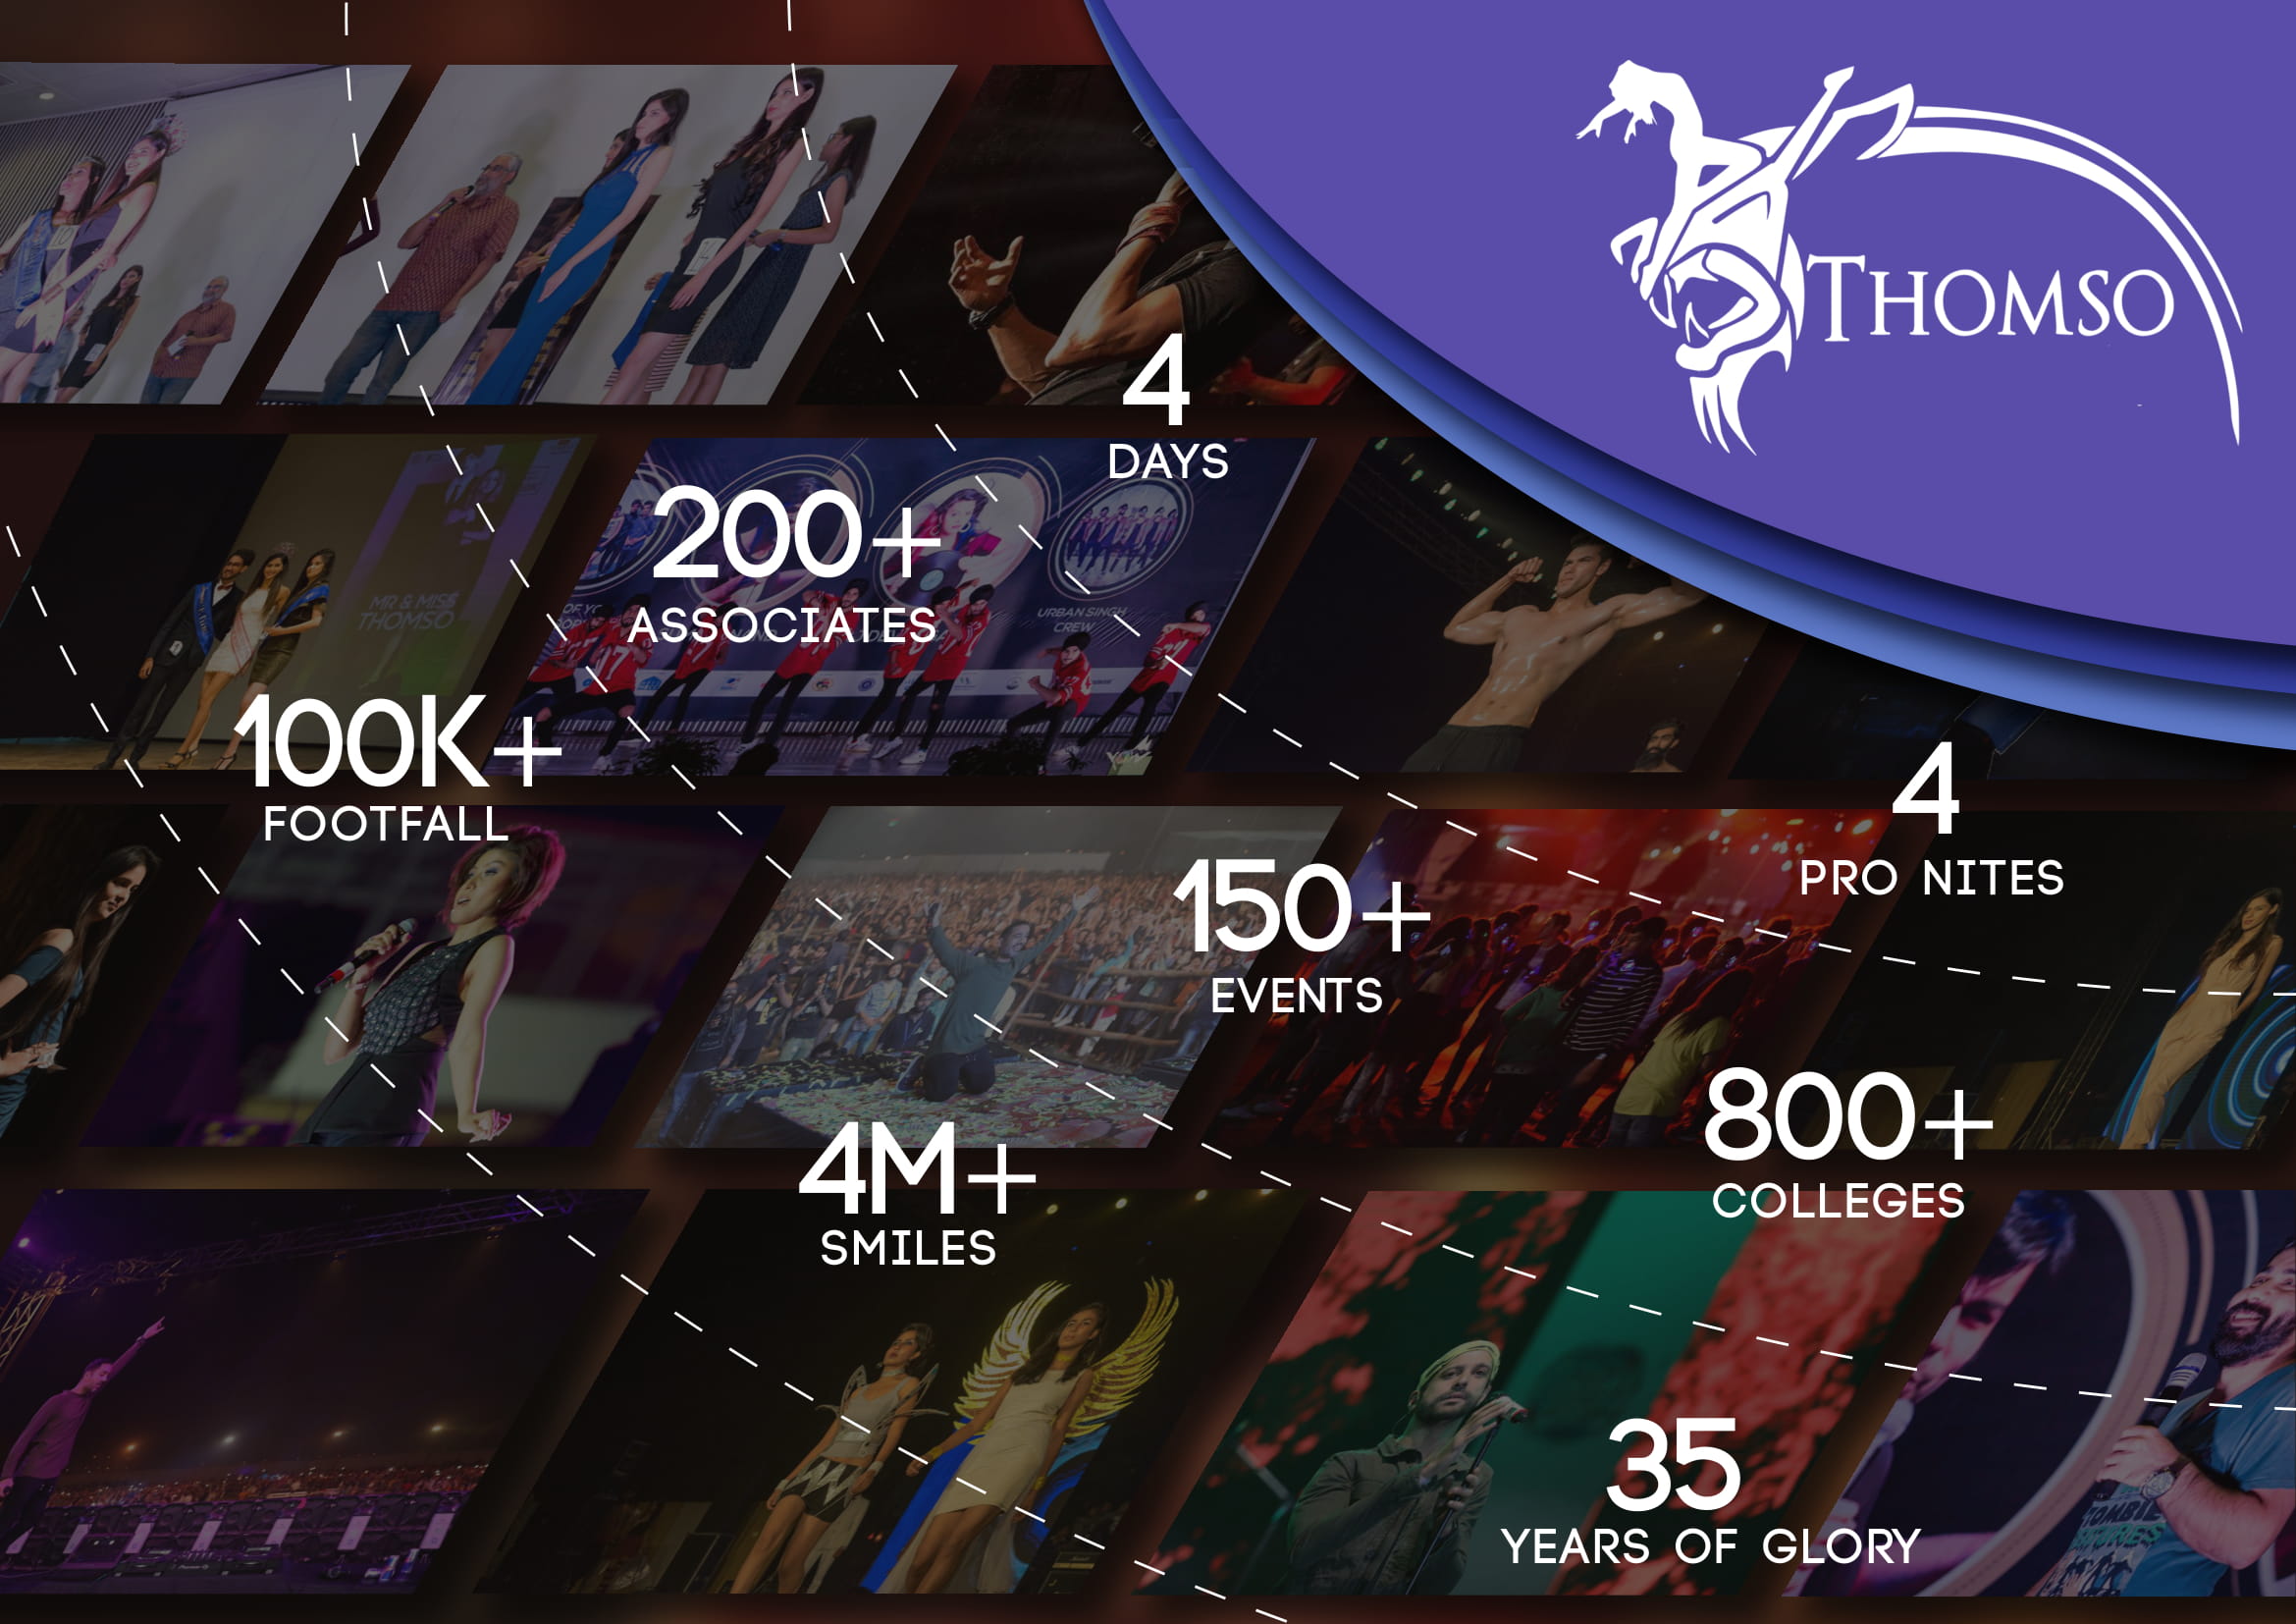 THOMSO
4
DAYS
200+
ASSOCIATES
MR & MISS
THOMSO
URBAN SINGH
CREW
100K+
FOOTFALL
4
PRO NITES
150+
EVENTS
800+
COLLEGES
4M+
SMILES
35
YEARS OF GLORY